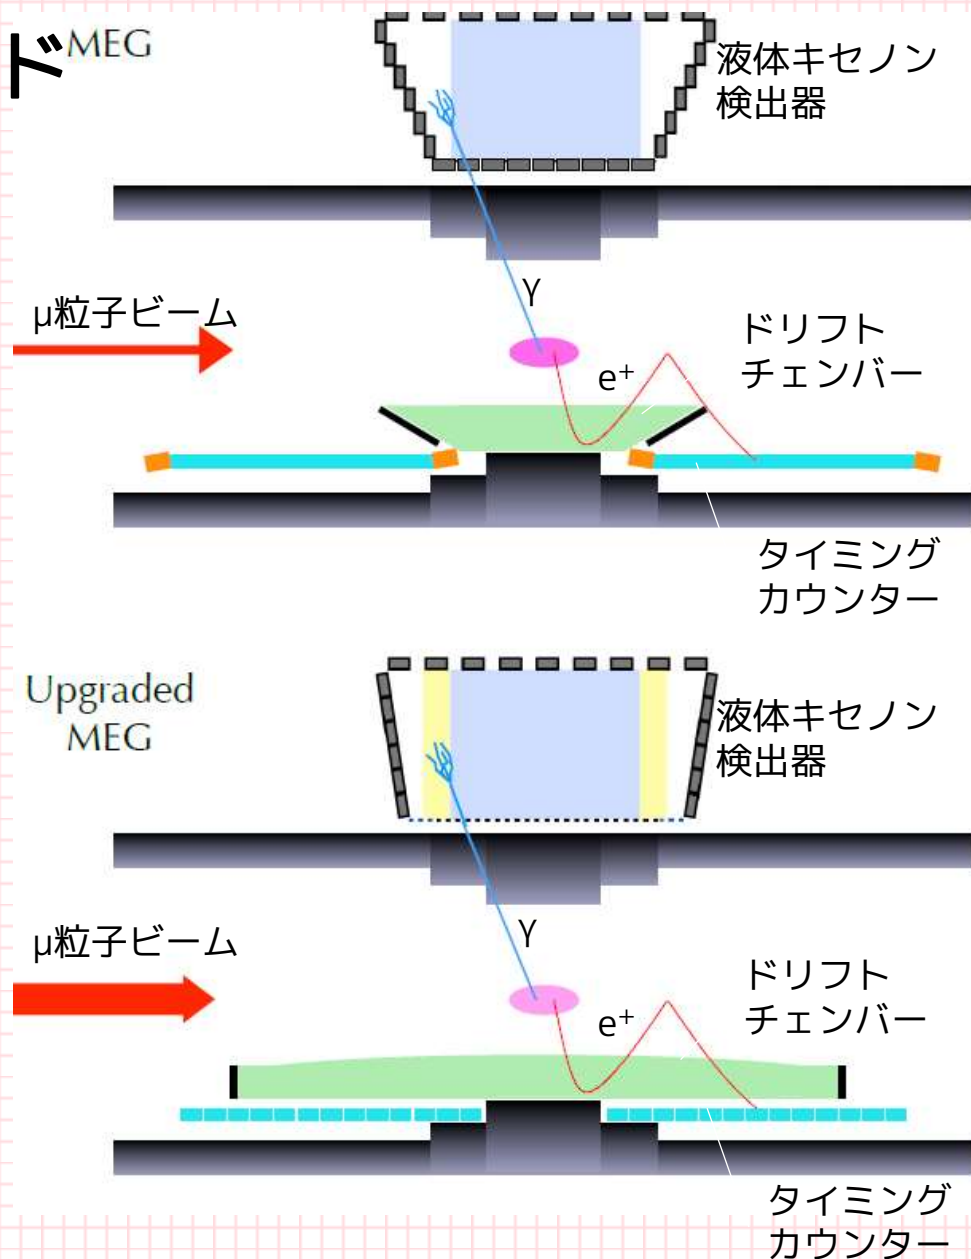 ド
MEG
液体キセノン
検出器
γ
μ粒子ビーム
ドリフト
チェンバー
e⁺
タイミング
カウンター
Upgraded
MEG
液体キセノン
検出器
γ
μ粒子ビーム
ドリフト
チェンバー
e⁺
タイミング
カウンター